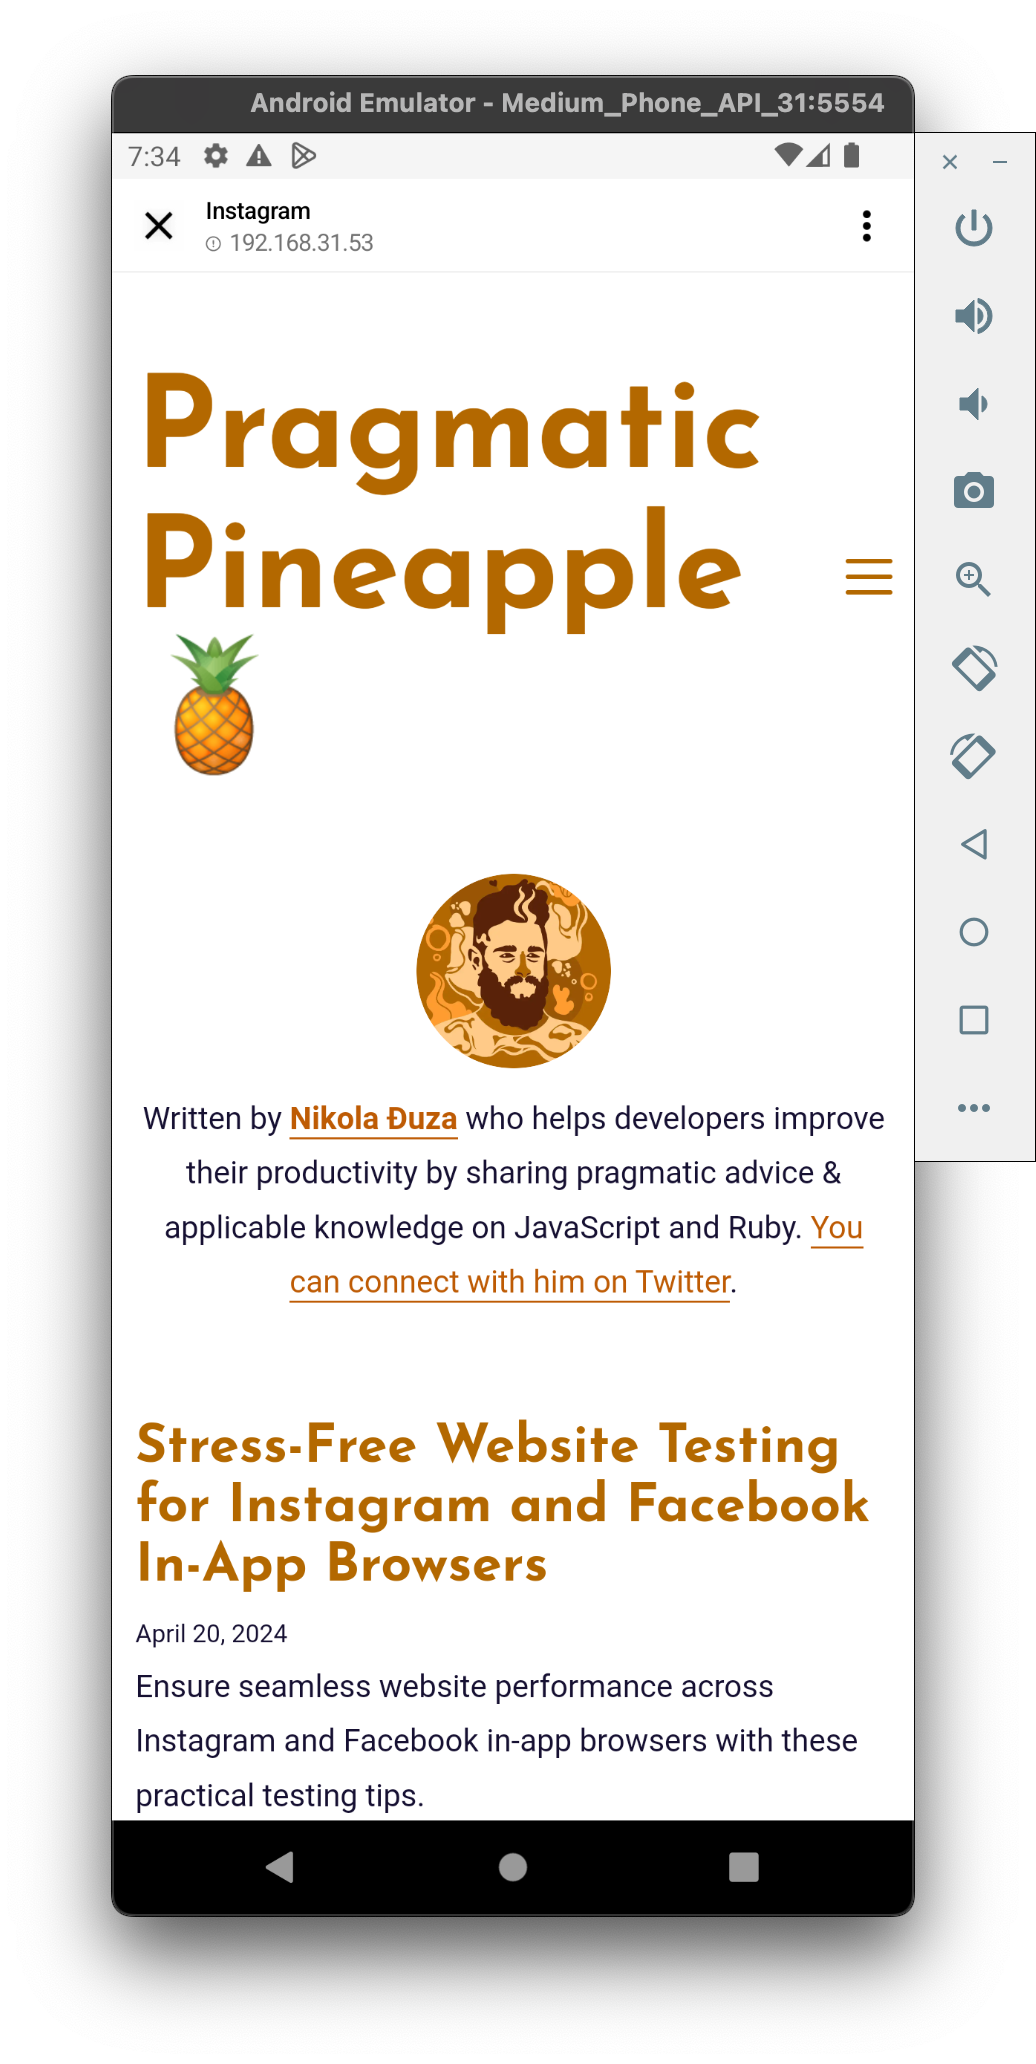 Android Emulator - Medium_Phone_API_31:5554
7:34
Instagram
192.168.31.53
Pragmatic
Pineapple
Written by Nikola Đuza who helps developers improve
their productivity by sharing pragmatic advice &
applicable knowledge on JavaScript and Ruby. You
can connect with him on Twitter.
Stress-Free Website Testing
for Instagram and Facebook
In-App Browsers
April 20, 2024
Ensure seamless website performance across
Instagram and Facebook in-app browsers with these
practical testing tips.